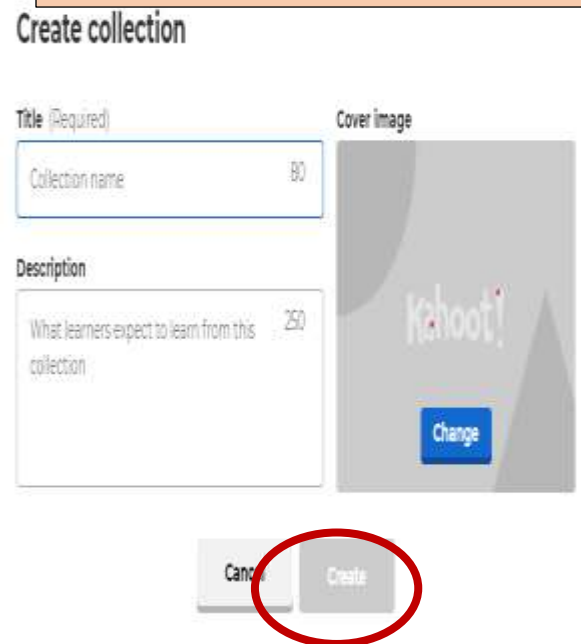 Create collection
Title (Required)
Cover image
Collection name
80
Description
What learners expect to learn from this
250
collection
Kahoot!
Change
Cancel
Create